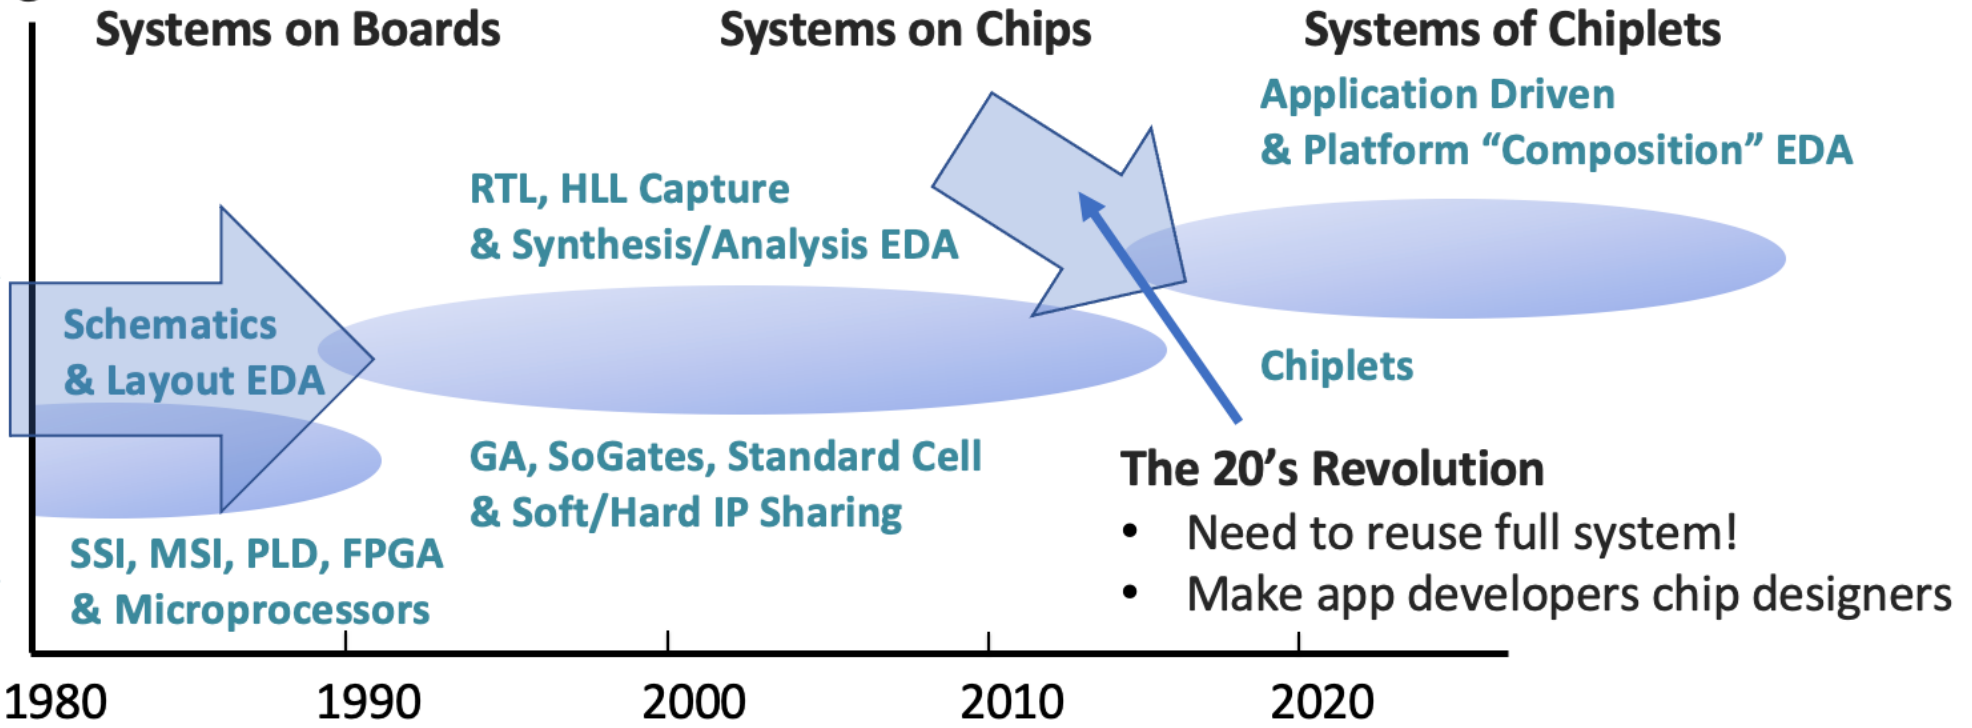 Systems on Boards
Systems on Chips
Systems of Chiplets
Application Driven
& Platform “Composition” EDA
RTL, HLL Capture
& Synthesis/Analysis EDA
Schematics
& Layout EDA
Chiplets
GA, SoGates, Standard Cell
& Soft/Hard IP Sharing
The 20’s Revolution
• Need to reuse full system!
• Make app developers chip designers
SSI, MSI, PLD, FPGA
& Microprocessors
1980
1990
2000
2010
2020